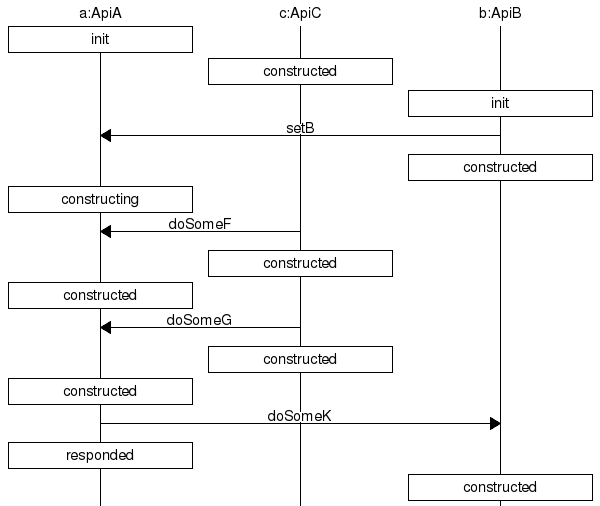 a:ApiA c:ApiC b:ApiB
init
constructed
init
setB
constructed
constructing
doSomeF
constructed
constructed
doSomeG
constructed
constructed
doSomeK
responded
constructed